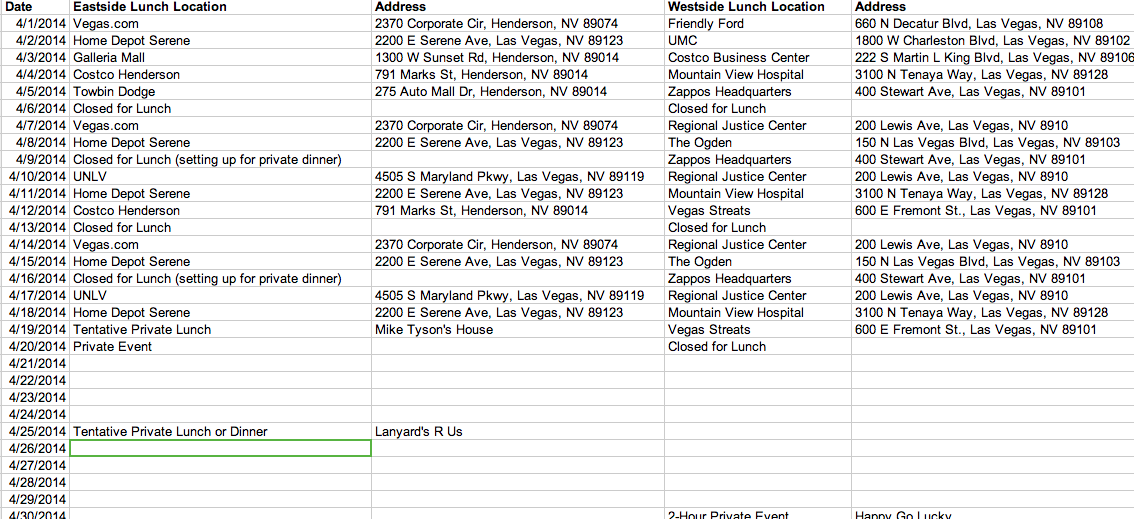 Date Eastside Lunch Location Address Westside Lunch Location Address
4/1/2014 Vegas.com 2370 Corporate Cir, Henderson, NV 89074 Friendly Ford 660 N Decatur Blvd, Las Vegas, NV 89108
4/2/2014 Home Depot Serene 2200 E Serene Ave, Las Vegas, NV 89123 UMC 1800 W Charleston Blvd, Las Vegas, NV 89102
4/3/2014 Galleria Mall 1300 W Sunset Rd, Henderson, NV 89014 Costco Business Center 222 S Martin L King Blvd, Las Vegas, NV 89106
4/4/2014 Costco Henderson 791 Marks St, Henderson, NV 89014 Mountain View Hospital 3100 N Tenaya Way, Las Vegas, NV 89128
4/5/2014 Towbin Dodge 275 Auto Mall Dr, Henderson, NV 89014 Zappos Headquarters 400 Stewart Ave, Las Vegas, NV 89101
4/6/2014 Closed for Lunch Closed for Lunch
4/7/2014 Vegas.com 2370 Corporate Cir, Henderson, NV 89074 Regional Justice Center 200 Lewis Ave, Las Vegas, NV 8910
4/8/2014 Home Depot Serene 2200 E Serene Ave, Las Vegas, NV 89123 The Ogden 150 N Las Vegas Blvd, Las Vegas, NV 89103
4/9/2014 Closed for Lunch (setting up for private dinner) Zappos Headquarters 400 Stewart Ave, Las Vegas, NV 89101
4/10/2014 UNLV 4505 S Maryland Pkwy, Las Vegas, NV 89119 Regional Justice Center 200 Lewis Ave, Las Vegas, NV 8910
4/11/2014 Home Depot Serene 2200 E Serene Ave, Las Vegas, NV 89123 Mountain View Hospital 3100 N Tenaya Way, Las Vegas, NV 89128
4/12/2014 Costco Henderson 791 Marks St, Henderson, NV 89014 Vegas Streats 600 E Fremont St., Las Vegas, NV 89101
4/13/2014 Closed for Lunch Closed for Lunch
4/14/2014 Vegas.com 2370 Corporate Cir, Henderson, NV 89074 Regional Justice Center 200 Lewis Ave, Las Vegas, NV 8910
4/15/2014 Home Depot Serene 2200 E Serene Ave, Las Vegas, NV 89123 The Ogden 150 N Las Vegas Blvd, Las Vegas, NV 89103
4/16/2014 Closed for Lunch (setting up for private dinner) Zappos Headquarters 400 Stewart Ave, Las Vegas, NV 89101
4/17/2014 UNLV 4505 S Maryland Pkwy, Las Vegas, NV 89119 Regional Justice Center 200 Lewis Ave, Las Vegas, NV 8910
4/18/2014 Home Depot Serene 2200 E Serene Ave, Las Vegas, NV 89123 Mountain View Hospital 3100 N Tenaya Way, Las Vegas, NV 89128
4/19/2014 Tentative Private Lunch Mike Tyson's House Vegas Streats 600 E Fremont St., Las Vegas, NV 89101
4/20/2014 Private Event Closed for Lunch
4/21/2014
4/22/2014
4/23/2014
4/24/2014
4/25/2014 Tentative Private Lunch or Dinner Lanyard's R Us
4/26/2014
4/27/2014
4/28/2014
4/29/2014
4/30/2014 2-Hour Private Event Happy Go Lucky